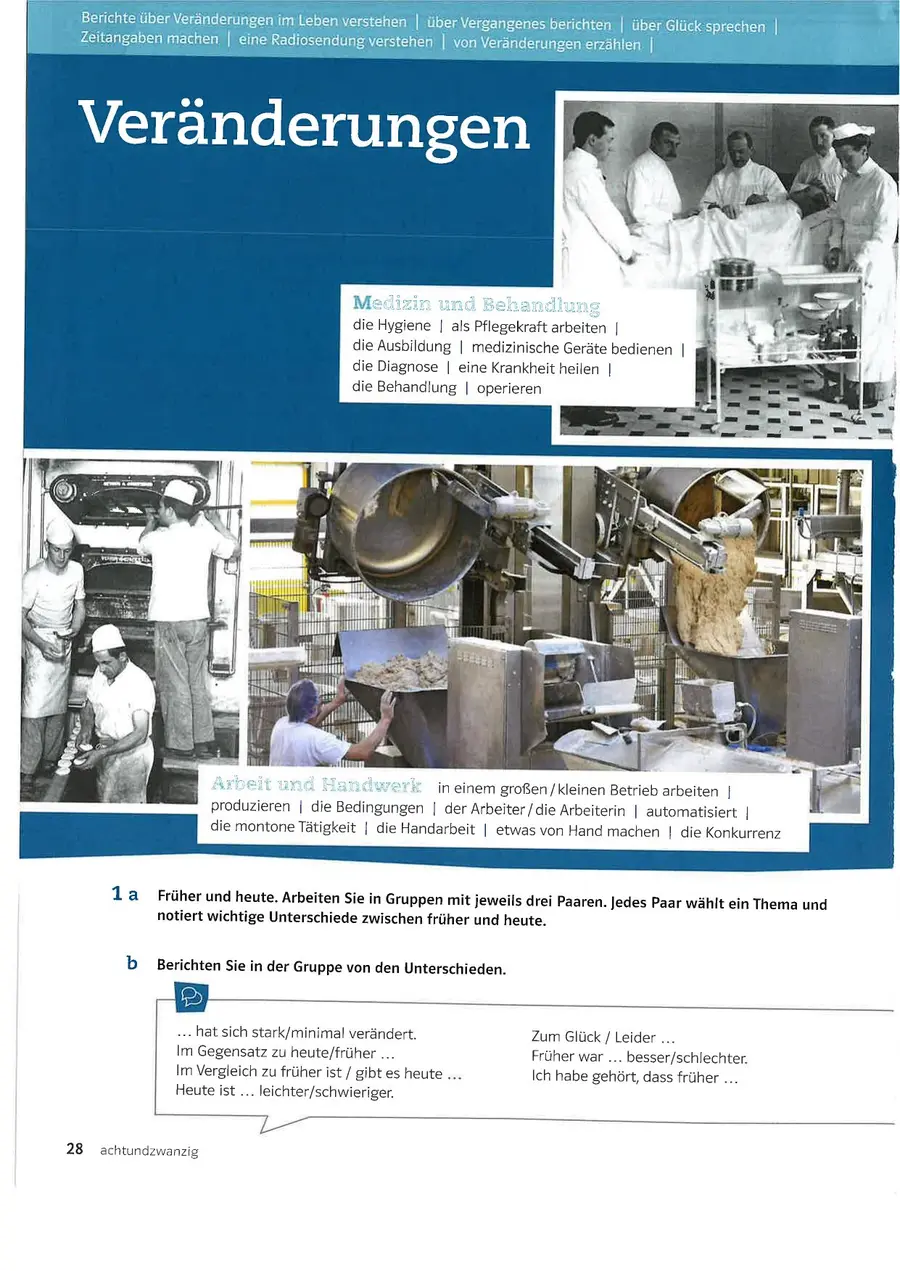 Berichte über Veränderungen im Leben verstehen | über Vergangenes berichten | über Glück sprechen |
Zeitangaben machen | eine Radiosendung verstehen | von Veränderungen erzählen |
Veränderungen
Medizin und Behandlung
die Hygiene | als Pflegekraft arbeiten |
die Ausbildung | medizinische Geräte bedienen |
die Diagnose | eine Krankheit heilen |
die Behandlung | operieren
Arbeit und Handwerk in einem großen / kleinen Betrieb arbeiten |
produzieren | die Bedingungen | der Arbeiter / die Arbeiterin | automatisiert |
die montone Tätigkeit | die Handarbeit | etwas von Hand machen | die Konkurrenz
1 a Früher und heute. Arbeiten Sie in Gruppen mit jeweils drei Paaren. Jedes Paar wählt ein Thema und
notiert wichtige Unterschiede zwischen früher und heute.
b Berichten Sie in der Gruppe von den Unterschieden.
... hat sich stark/minimal verändert.
Im Gegensatz zu heute/früher ...
Im Vergleich zu früher ist / gibt es heute ...
Heute ist ... leichter/schwieriger.
Zum Glück / Leider ...
Früher war ... besser/schlechter.
Ich habe gehört, dass früher ...
28 achtundzwanzig